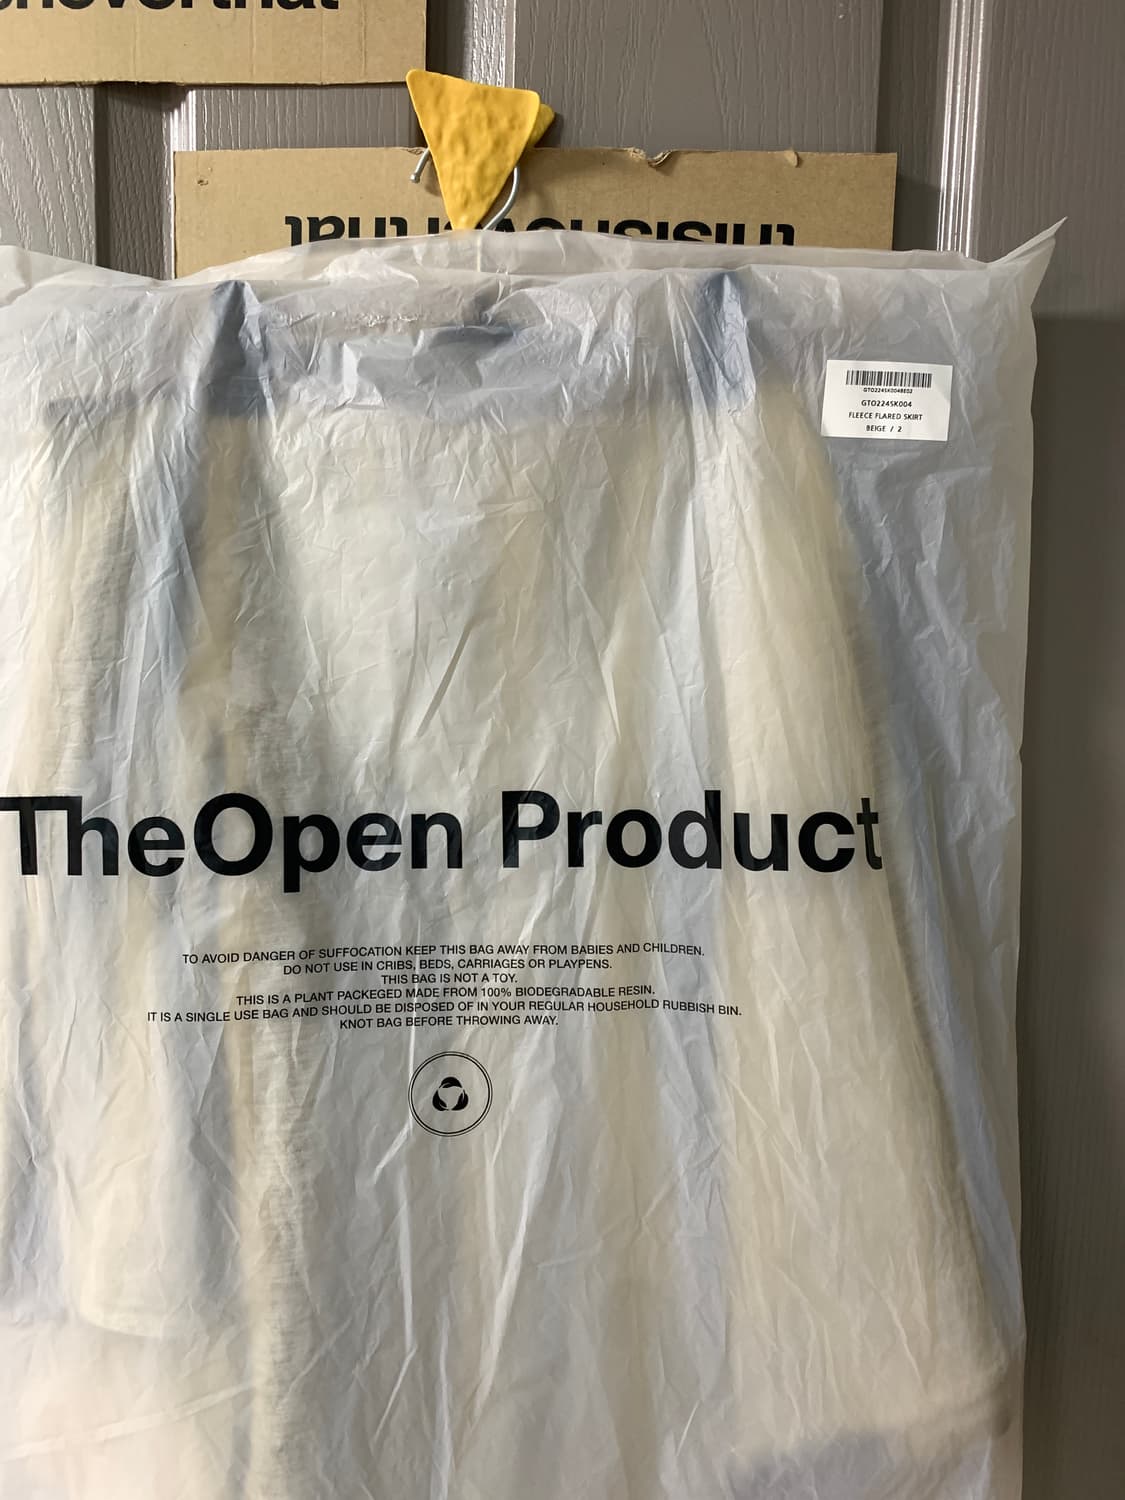 thisisneverthat
GTO224SK004BE02
GTO224SK004
FLEECE FLARED SKIRT
BEIGE / 2
TheOpen Product
TO AVOID DANGER OF SUFFOCATION KEEP THIS BAG AWAY FROM BABIES AND CHILDREN.
DO NOT USE IN CRIBS, BEDS, CARRIAGES OR PLAYPENS.
THIS BAG IS NOT A TOY.
THIS IS A PLANT PACKEGED MADE FROM 100% BIODEGRADABLE RESIN.
IT IS A SINGLE USE BAG AND SHOULD BE DISPOSED OF IN YOUR REGULAR HOUSEHOLD RUBBISH BIN.
KNOT BAG BEFORE THROWING AWAY.